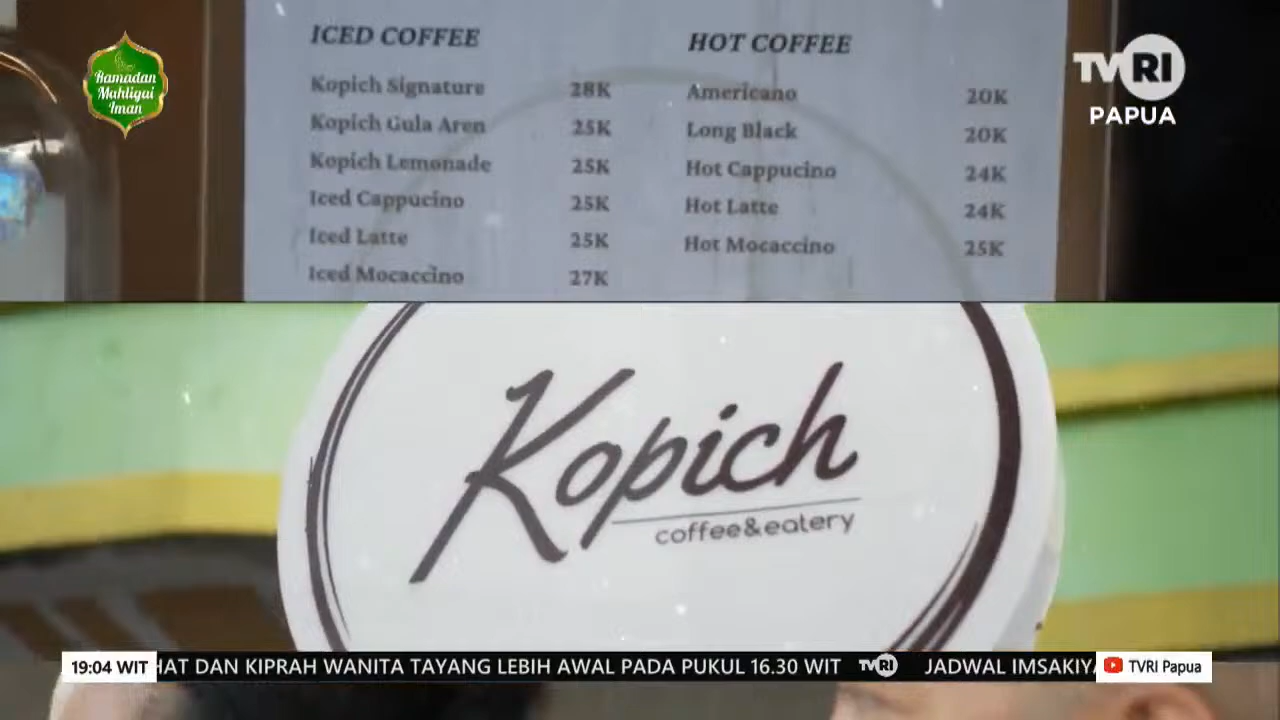 Ramadan
Mahligai
Iman
TVRI
PAPUA
ICED COFFEE
Kopich Signature 28K
Kopich Gula Aren 25K
Kopich Lemonade 25K
Iced Cappucino 25K
Iced Latte 25K
Iced Mocaccino 27K
HOT COFFEE
Americano 20K
Long Black 20K
Hot Cappucino 24K
Hot Latte 24K
Hot Mocaccino 25K
Kopich
coffee&eatery
19:04 WIT HAT DAN KIPRAH WANITA TAYANG LEBIH AWAL PADA PUKUL 16.30 WIT TVRI JADWAL IMSAKIYA TVRI Papua